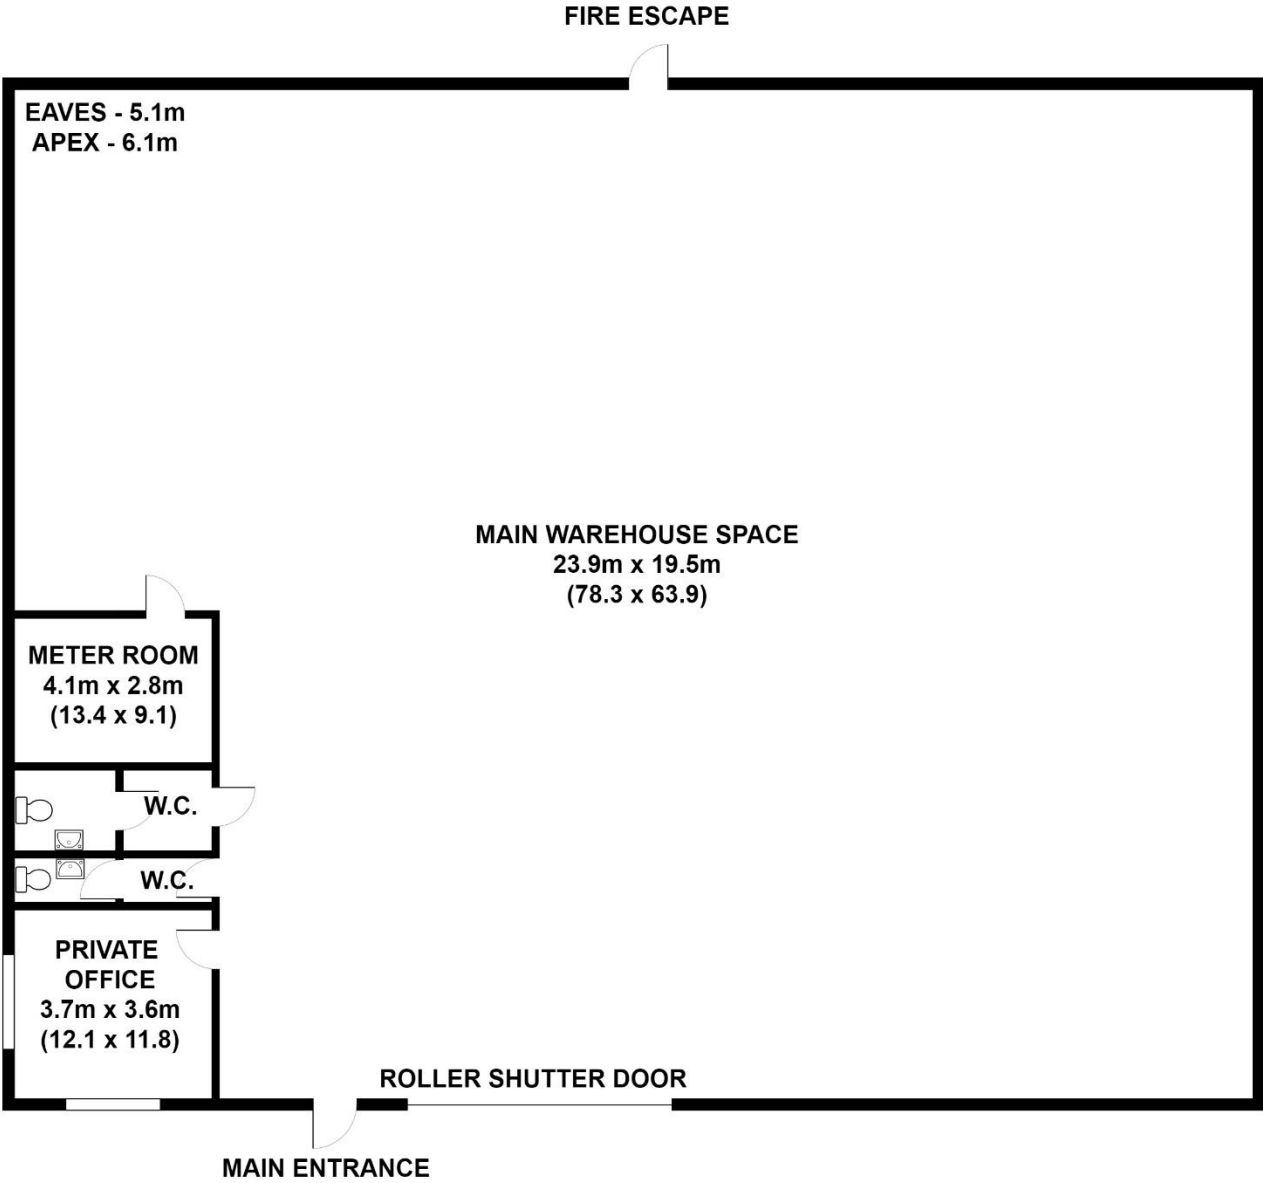 FIRE ESCAPE
EAVES - 5.1m
APEX - 6.1m
MAIN WAREHOUSE SPACE
23.9m x 19.5m
(78.3 x 63.9)
METER ROOM
4.1m x 2.8m
(13.4 x 9.1)
W.C.
W.C.
PRIVATE
OFFICE
3.7m x 3.6m
(12.1 x 11.8)
ROLLER SHUTTER DOOR
MAIN ENTRANCE